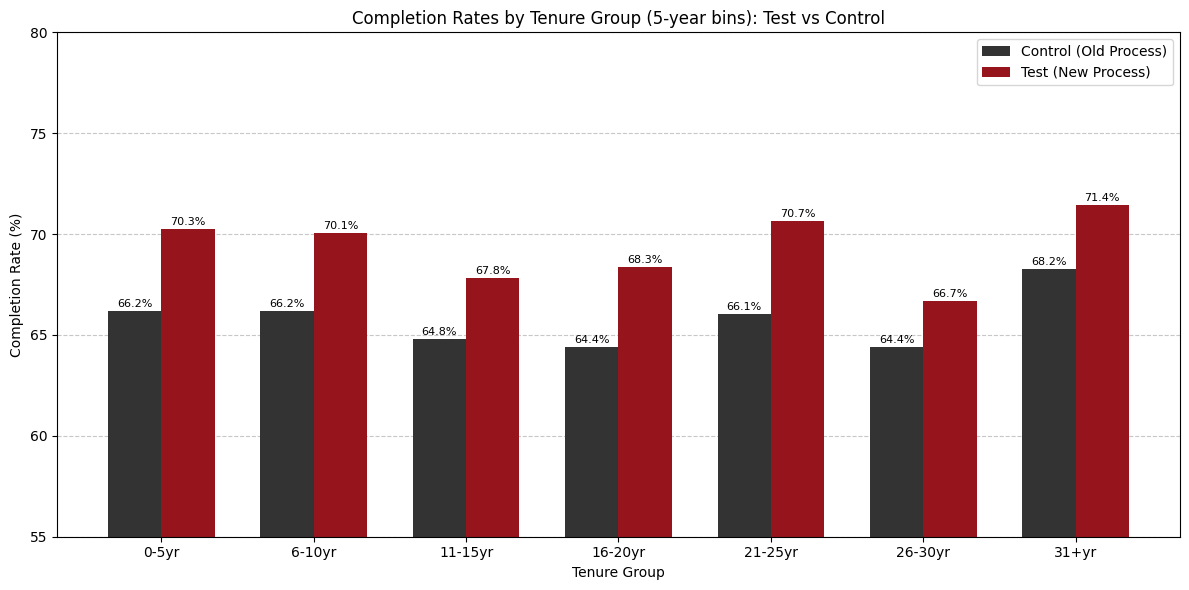 Completion Rates by Tenure Group (5-year bins): Test vs Control
Control (Old Process)
Test (New Process)
Completion Rate (%)
80
75
70
65
60
55
66.2%
70.3%
66.2%
70.1%
64.8%
67.8%
64.4%
68.3%
66.1%
70.7%
64.4%
66.7%
68.2%
71.4%
0-5yr
6-10yr
11-15yr
16-20yr
21-25yr
26-30yr
31+yr
Tenure Group